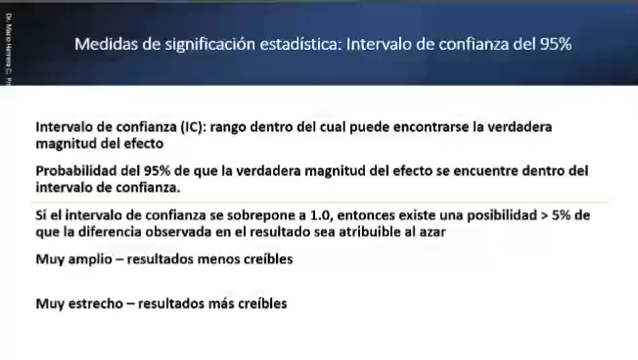 Dr. Mario Herrera C.
Medidas de significación estadística: Intervalo de confianza del 95%
Intervalo de confianza (IC): rango dentro del cual puede encontrarse la verdadera
magnitud del efecto
Probabilidad del 95% de que la verdadera magnitud del efecto se encuentre dentro del
intervalo de confianza.
Si el intervalo de confianza se sobrepone a 1.0, entonces existe una posibilidad > 5% de
que la diferencia observada en el resultado sea atribuible al azar
Muy amplio – resultados menos creíbles
Muy estrecho – resultados más creíbles